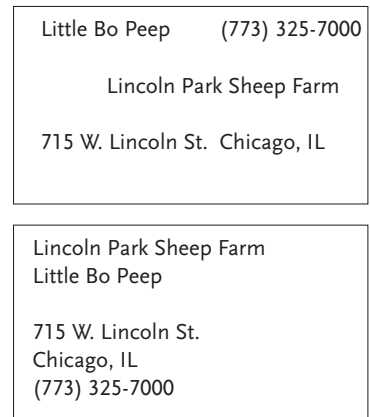 Little Bo Peep (773) 325-7000
Lincoln Park Sheep Farm
715 W. Lincoln St. Chicago, IL
Lincoln Park Sheep Farm
Little Bo Peep
715 W. Lincoln St.
Chicago, IL
(773) 325-7000